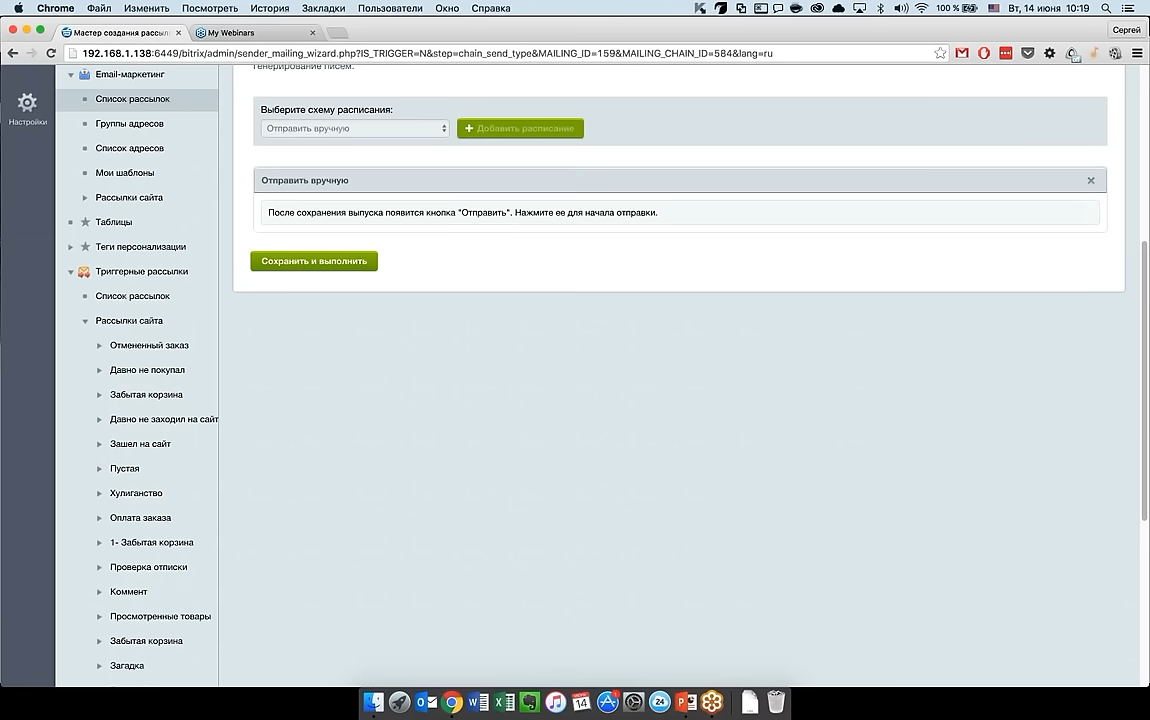 Chrome Файл Изменить Посмотреть История Закладки Пользователи Окно Справка 100 % Вт, 14 июня 10:19
Мастер создания рассыл My Webinars Сергей
192.168.1.138:6449/bitrix/admin/sender_mailing_wizard.php?IS_TRIGGER=N&step=chain_send_type&MAILING_ID=159&MAILING_CHAIN_ID=584&lang=ru
Настройки
Email-маркетинг
Список рассылок
Группы адресов
Список адресов
Мои шаблоны
Рассылки сайта
Таблицы
Теги персонализации
Триггерные рассылки
Список рассылок
Рассылки сайта
Отмененный заказ
Давно не покупал
Забытая корзина
Давно не заходил на сайт
Зашел на сайт
Пустая
Хулиганство
Оплата заказа
1- Забытая корзина
Проверка отписки
Коммент
Просмотренные товары
Забытая корзина
Загадка
генерирование писем.
Выберите схему расписания:
Отправить вручную
Добавить расписание
Отправить вручную
После сохранения выпуска появится кнопка "Отправить". Нажмите ее для начала отправки.
Сохранить и выполнить
14
24